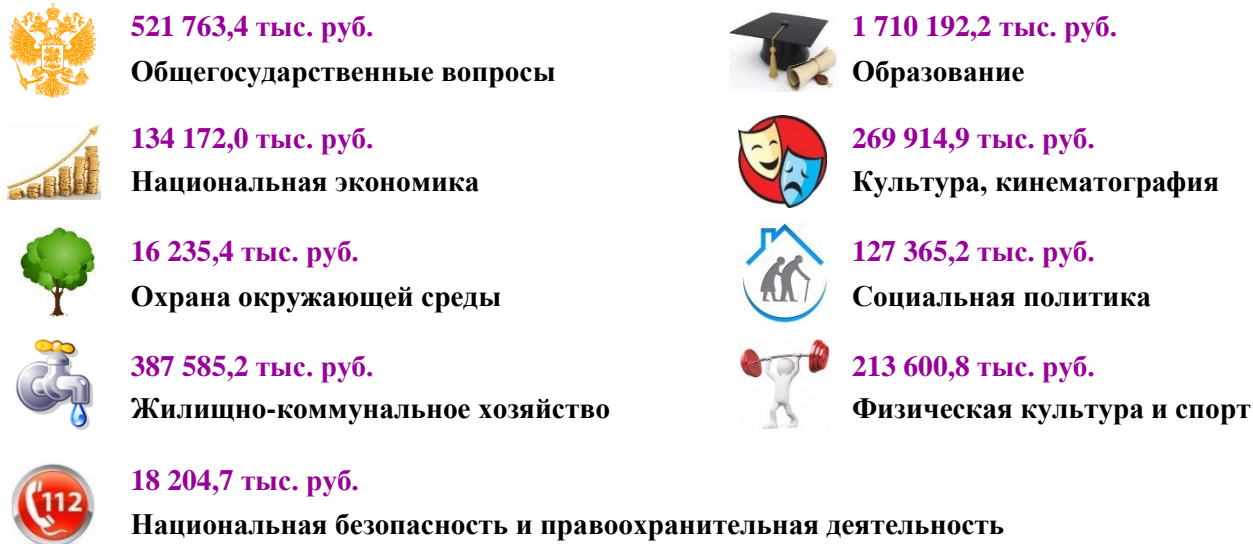 521 763,4 тыс. руб.
Общегосударственные вопросы
1 710 192,2 тыс. руб.
Образование
134 172,0 тыс. руб.
Национальная экономика
269 914,9 тыс. руб.
Культура, кинематография
16 235,4 тыс. руб.
Охрана окружающей среды
127 365,2 тыс. руб.
Социальная политика
387 585,2 тыс. руб.
Жилищно-коммунальное хозяйство
213 600,8 тыс. руб.
Физическая культура и спорт
112
18 204,7 тыс. руб.
Национальная безопасность и правоохранительная деятельность